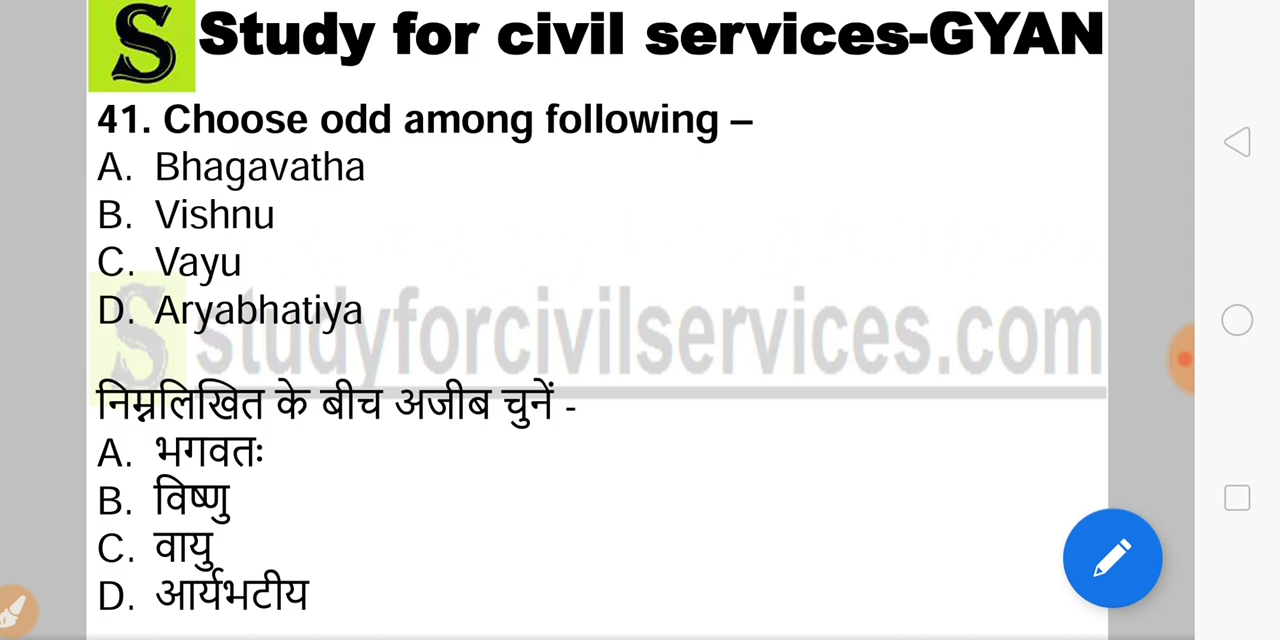 S Study for civil services-GYAN
41. Choose odd among following –
A. Bhagavatha
B. Vishnu
C. Vayu
D. Aryabhatiya
S studyforcivilservices.com
निम्नलिखित के बीच अजीब चुनें -
A. भगवतः
B. विष्णु
C. वायु
D. आर्यभटीय